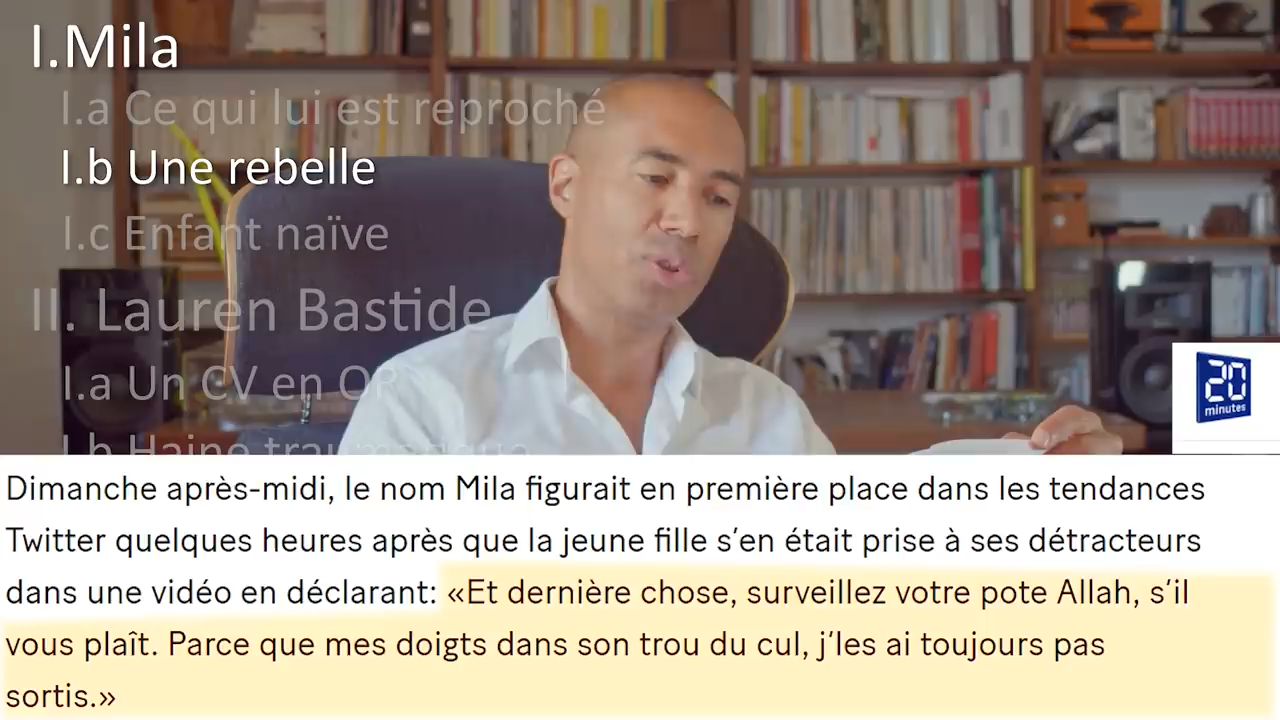 I.Mila
I.a Ce qui lui est reproché
I.b Une rebelle
I.c Enfant naïve
II. Lauren Bastide
I.a Un CV en OR
I.b Haine traumatique
20
minutes
Dimanche après-midi, le nom Mila figurait en première place dans les tendances
Twitter quelques heures après que la jeune fille s'en était prise à ses détracteurs
dans une vidéo en déclarant: «Et dernière chose, surveillez votre pote Allah, s'il
vous plaît. Parce que mes doigts dans son trou du cul, j'les ai toujours pas
sortis.»